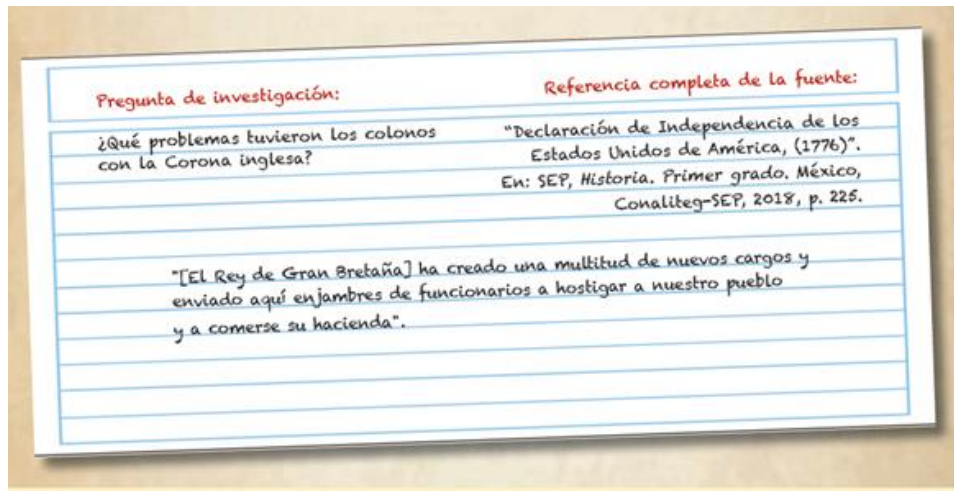 Pregunta de investigación:
Referencia completa de la fuente:
¿Qué problemas tuvieron los colonos
con la Corona inglesa?
"Declaración de Independencia de los
Estados Unidos de América, (1776)".
En: SEP, Historia. Primer grado. México,
Conaliteg-SEP, 2018, p. 225.
"[El Rey de Gran Bretaña] ha creado una multitud de nuevos cargos y
enviado aquí enjambres de funcionarios a hostigar a nuestro pueblo
y a comerse su hacienda".